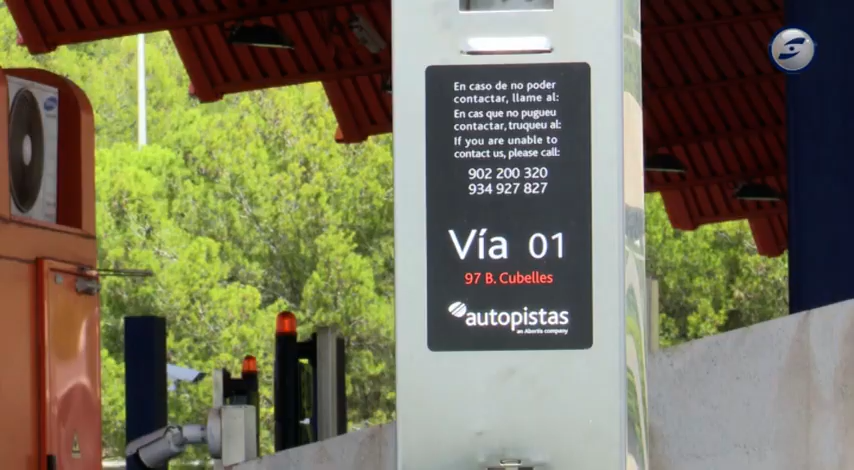 En caso de no poder
contactar, llame al:
En cas que no pugueu
contactar, truqueu al:
If you are unable to
contact us, please call:
902 200 320
934 927 827
Vía 01
97 B. Cubelles
autopistas
an Abertis company